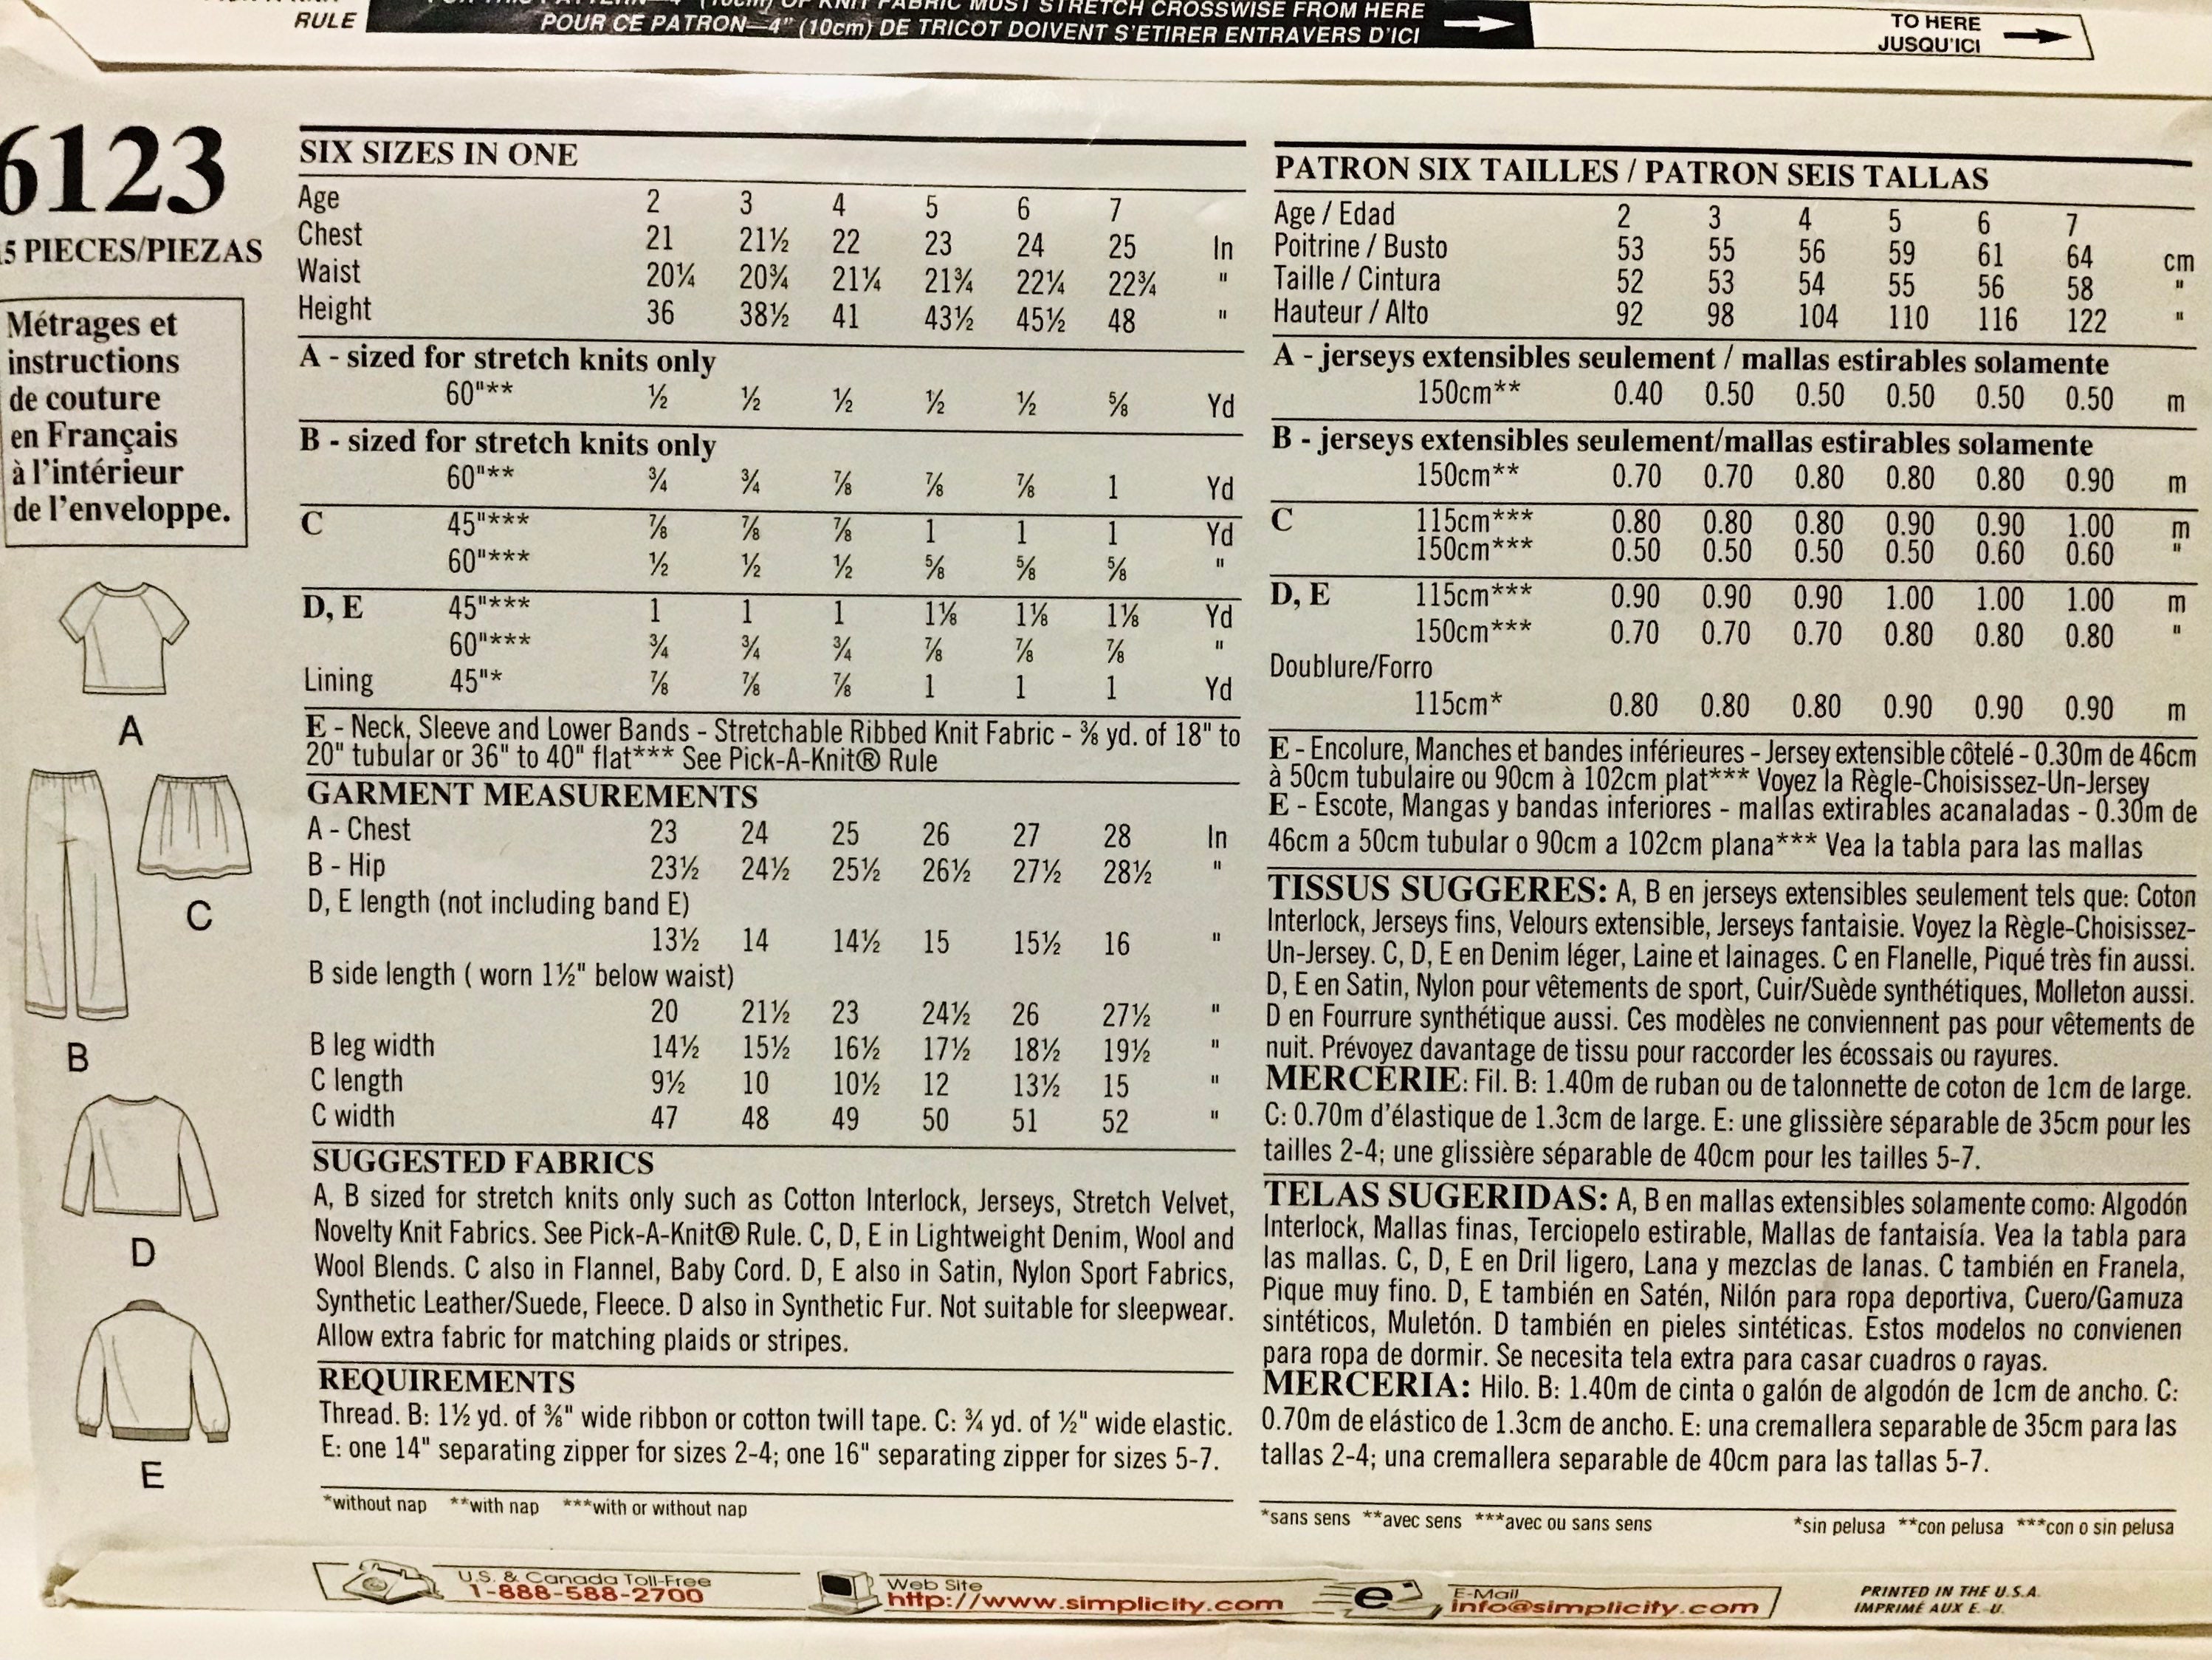 RULE
(10cm) OF KNIT FABRIC MUST STRETCH CROSSWISE FROM HERE
POUR CE PATRON—4" (10cm) DE TRICOT DOIVENT S'ETIRER ENTRAVERS D'ICI
TO HERE
JUSQU'ICI
6123
5 PIECES/PIEZAS
Métrages et
instructions
de couture
en Français
à l'intérieur
de l'enveloppe.
A
B
C
D
E
SIX SIZES IN ONE
Age 2 3 4 5 6 7
Chest 21 21½ 22 23 24 25 In
Waist 20¼ 20¾ 21¼ 21¾ 22¼ 22¾ "
Height 36 38½ 41 43½ 45½ 48 "
A - sized for stretch knits only
60"** ½ ½ ½ ½ ½ ⅝ Yd
B - sized for stretch knits only
60"** ¾ ¾ ⅞ ⅞ ⅞ 1 Yd
C 45"*** ⅞ ⅞ ⅞ 1 1 1 Yd
60"*** ½ ½ ½ ⅝ ⅝ ⅝ "
D, E 45"*** 1 1 1 1⅛ 1⅛ 1⅛ Yd
60"*** ¾ ¾ ¾ ⅞ ⅞ ⅞ "
Lining 45"* ⅞ ⅞ ⅞ 1 1 1 Yd
E - Neck, Sleeve and Lower Bands - Stretchable Ribbed Knit Fabric - ⅜ yd. of 18" to
20" tubular or 36" to 40" flat*** See Pick-A-Knit® Rule
GARMENT MEASUREMENTS
A - Chest 23 24 25 26 27 28 In
B - Hip 23½ 24½ 25½ 26½ 27½ 28½ "
D, E length (not including band E)
13½ 14 14½ 15 15½ 16 "
B side length ( worn 1½" below waist)
20 21½ 23 24½ 26 27½ "
B leg width 14½ 15½ 16½ 17½ 18½ 19½ "
C length 9½ 10 10½ 12 13½ 15 "
C width 47 48 49 50 51 52 "
SUGGESTED FABRICS
A, B sized for stretch knits only such as Cotton Interlock, Jerseys, Stretch Velvet,
Novelty Knit Fabrics. See Pick-A-Knit® Rule. C, D, E in Lightweight Denim, Wool and
Wool Blends. C also in Flannel, Baby Cord. D, E also in Satin, Nylon Sport Fabrics,
Synthetic Leather/Suede, Fleece. D also in Synthetic Fur. Not suitable for sleepwear.
Allow extra fabric for matching plaids or stripes.
REQUIREMENTS
Thread. B: 1½ yd. of ⅜" wide ribbon or cotton twill tape. C: ¾ yd. of ½" wide elastic.
E: one 14" separating zipper for sizes 2-4; one 16" separating zipper for sizes 5-7.
*without nap **with nap ***with or without nap
PATRON SIX TAILLES / PATRON SEIS TALLAS
Age / Edad 2 3 4 5 6 7
Poitrine / Busto 53 55 56 59 61 64 cm
Taille / Cintura 52 53 54 55 56 58 "
Hauteur / Alto 92 98 104 110 116 122 "
A - jerseys extensibles seulement / mallas estirables solamente
150cm** 0.40 0.50 0.50 0.50 0.50 0.50 m
B - jerseys extensibles seulement/mallas estirables solamente
150cm** 0.70 0.70 0.80 0.80 0.80 0.90 m
C 115cm*** 0.80 0.80 0.80 0.90 0.90 1.00 m
150cm*** 0.50 0.50 0.50 0.50 0.60 0.60 "
D, E 115cm*** 0.90 0.90 0.90 1.00 1.00 1.00 m
150cm*** 0.70 0.70 0.70 0.80 0.80 0.80 "
Doublure/Forro
115cm* 0.80 0.80 0.80 0.90 0.90 0.90 m
E - Encolure, Manches et bandes inférieures - Jersey extensible côtelé - 0.30m de 46cm
à 50cm tubulaire ou 90cm à 102cm plat*** Voyez la Règle-Choisissez-Un-Jersey
E - Escote, Mangas y bandas inferiores - mallas extirables acanaladas - 0.30m de
46cm a 50cm tubular o 90cm a 102cm plana*** Vea la tabla para las mallas
TISSUS SUGGERES: A, B en jerseys extensibles seulement tels que: Coton
Interlock, Jerseys fins, Velours extensible, Jerseys fantaisie. Voyez la Règle-Choisissez-
Un-Jersey. C, D, E en Denim léger, Laine et lainages. C en Flanelle, Piqué très fin aussi.
D, E en Satin, Nylon pour vêtements de sport, Cuir/Suède synthétiques, Molleton aussi.
D en Fourrure synthétique aussi. Ces modèles ne conviennent pas pour vêtements de
nuit. Prévoyez davantage de tissu pour raccorder les écossais ou rayures.
MERCERIE: Fil. B: 1.40m de ruban ou de talonnette de coton de 1cm de large.
C: 0.70m d'élastique de 1.3cm de large. E: une glissière séparable de 35cm pour les
tailles 2-4; une glissière séparable de 40cm pour les tailles 5-7.
TELAS SUGERIDAS: A, B en mallas extensibles solamente como: Algodón
Interlock, Mallas finas, Terciopelo estirable, Mallas de fantaisía. Vea la tabla para
las mallas. C, D, E en Dril ligero, Lana y mezclas de lanas. C también en Franela,
Pique muy fino. D, E también en Satén, Nilón para ropa deportiva, Cuero/Gamuza
sintéticos, Muletón. D también en pieles sintéticas. Estos modelos no convienen
para ropa de dormir. Se necesita tela extra para casar cuadros o rayas.
MERCERIA: Hilo. B: 1.40m de cinta o galón de algodón de 1cm de ancho. C:
0.70m de elástico de 1.3cm de ancho. E: una cremallera separable de 35cm para las
tallas 2-4; una cremallera separable de 40cm para las tallas 5-7.
*sans sens **avec sens ***avec ou sans sens *sin pelusa **con pelusa ***con o sin pelusa
U.S. & Canada Toll-Free
1-888-588-2700
Web Site
http://www.simplicity.com
E-Mail
info@simplicity.com
PRINTED IN THE U.S.A.
IMPRIMÉ AUX E.-U.